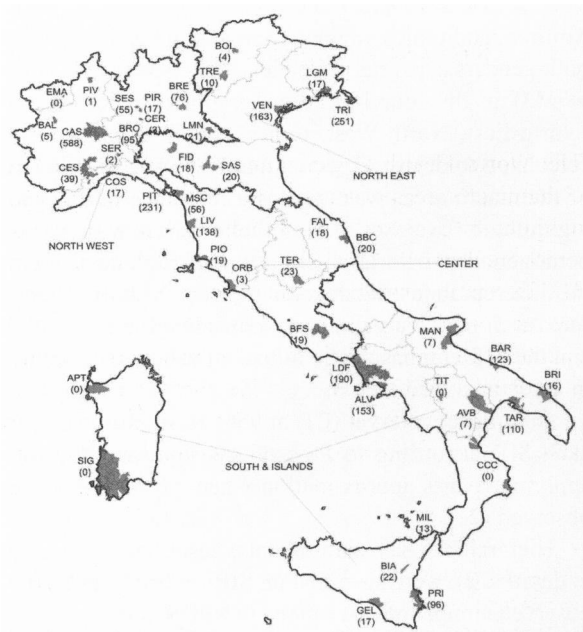 BOL
(4)
TRE
(10)
LGM
(17)
EMA
(0)
PIV
(1)
SES
(55)
PIR
(17)
BRE
(76)
VEN
(163)
TRI
(251)
CER
BAL
(5)
CAS
(588)
BRO
(95)
LMN
(21)
SER
(2)
FID
(18)
SAS
(20)
CES
(39)
COS
(17)
PIT
(231)
MSC
(56)
NORTH EAST
LIV
(138)
FAL
(18)
BBC
(20)
NORTH WEST
PIO
(19)
ORB
(3)
TER
(23)
CENTER
BFS
(19)
MAN
(7)
BAR
(123)
LDF
(190)
ALV
(153)
TIT
(0)
BRI
(16)
APT
(0)
AVB
(7)
TAR
(110)
SIG
(0)
SOUTH & ISLANDS
CCC
(0)
MIL
(13)
BIA
(22)
PRI
(96)
GEL
(17)